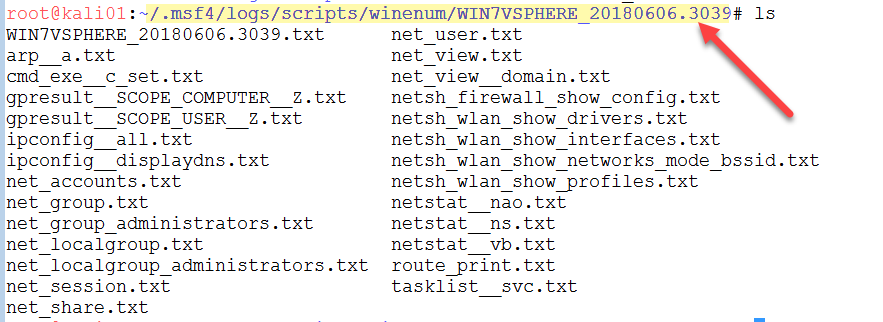 root@kali01:~/.msf4/logs/scripts/winenum/WIN7VSPHERE_20180606.3039# ls
WIN7VSPHERE_20180606.3039.txt        net_user.txt
arp__a.txt                           net_view.txt
cmd_exe__c_set.txt                   net_view__domain.txt
gpresult__SCOPE_COMPUTER__Z.txt      netsh_firewall_show_config.txt
gpresult__SCOPE_USER__Z.txt          netsh_wlan_show_drivers.txt
ipconfig__all.txt                    netsh_wlan_show_interfaces.txt
ipconfig__displaydns.txt             netsh_wlan_show_networks_mode_bssid.txt
net_accounts.txt                     netsh_wlan_show_profiles.txt
net_group.txt                        netstat__nao.txt
net_group_administrators.txt         netstat__ns.txt
net_localgroup.txt                   netstat__vb.txt
net_localgroup_administrators.txt    route_print.txt
net_session.txt                      tasklist__svc.txt
net_share.txt